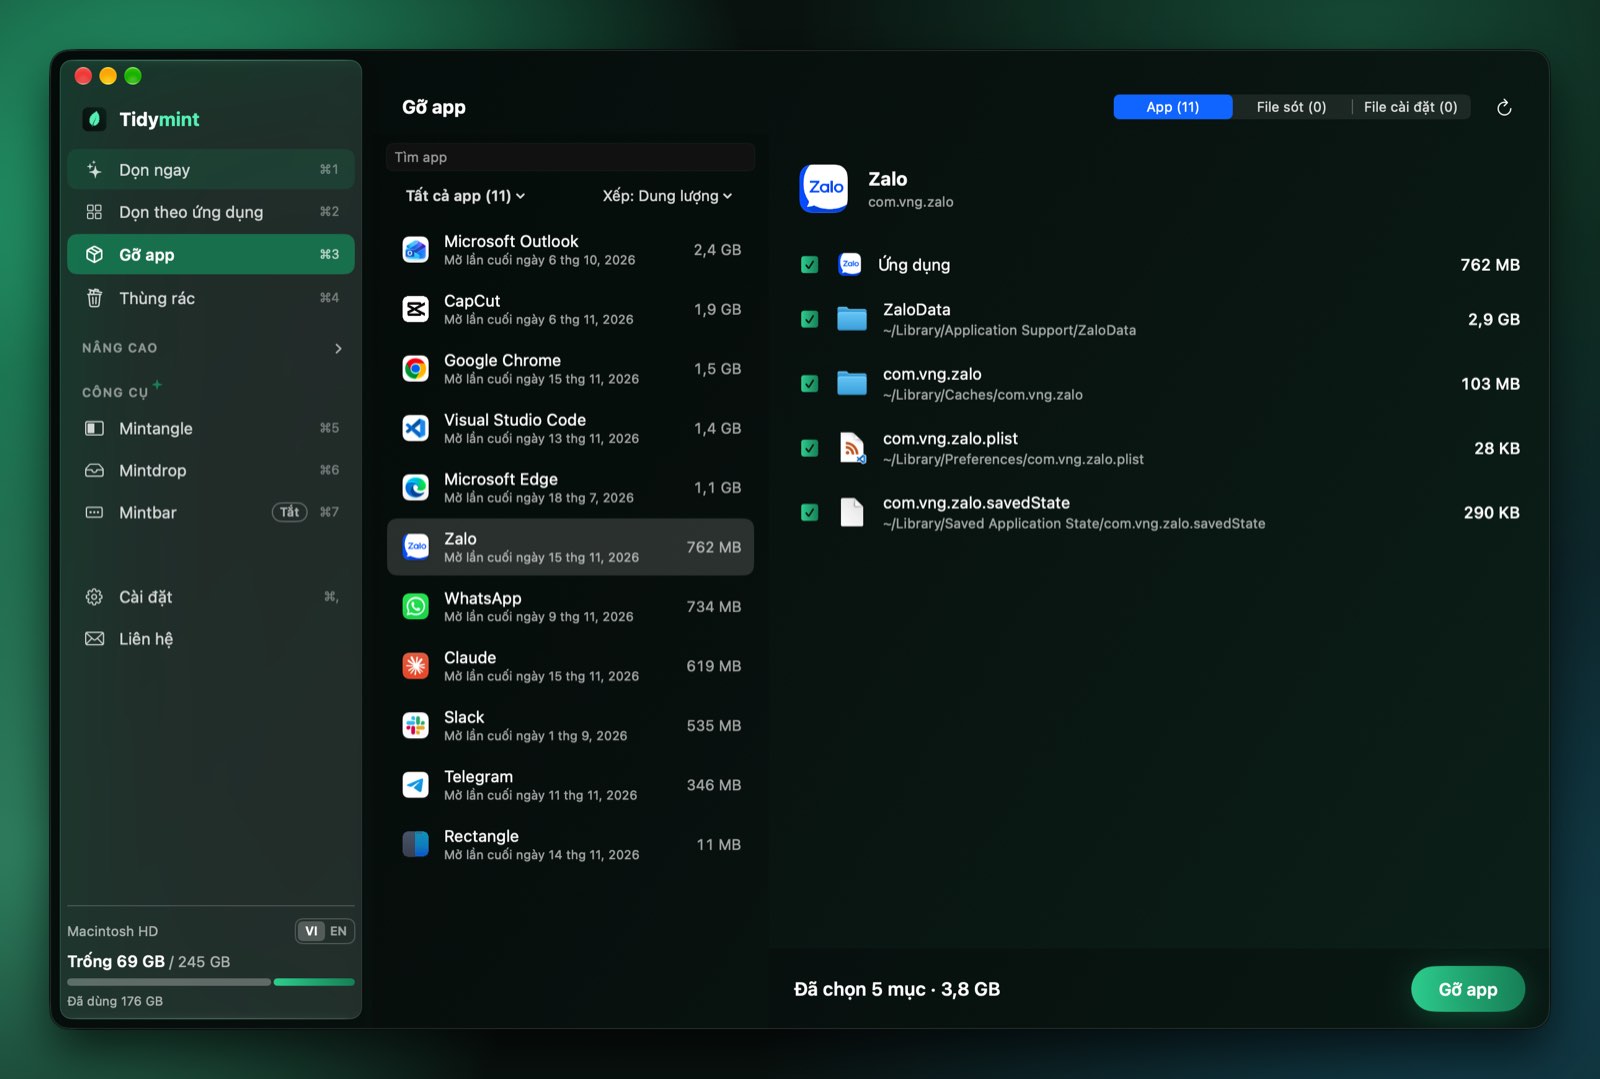 Tidymint
Dọn ngay ⌘1
Dọn theo ứng dụng ⌘2
Gỡ app ⌘3
Thùng rác ⌘4
NÂNG CAO
CÔNG CỤ
Mintangle ⌘5
Mintdrop ⌘6
Mintbar Tắt ⌘7
Cài đặt ⌘,
Liên hệ
Macintosh HD VI EN
Trống 69 GB / 245 GB
Đã dùng 176 GB
Gỡ app
Tìm app
Tất cả app (11) Xếp: Dung lượng
Microsoft Outlook 2,4 GB
Mở lần cuối ngày 6 thg 10, 2026
CapCut 1,9 GB
Mở lần cuối ngày 6 thg 11, 2026
Google Chrome 1,5 GB
Mở lần cuối ngày 15 thg 11, 2026
Visual Studio Code 1,4 GB
Mở lần cuối ngày 13 thg 11, 2026
Microsoft Edge 1,1 GB
Mở lần cuối ngày 18 thg 7, 2026
Zalo 762 MB
Mở lần cuối ngày 15 thg 11, 2026
WhatsApp 734 MB
Mở lần cuối ngày 9 thg 11, 2026
Claude 619 MB
Mở lần cuối ngày 15 thg 11, 2026
Slack 535 MB
Mở lần cuối ngày 1 thg 9, 2026
Telegram 346 MB
Mở lần cuối ngày 11 thg 11, 2026
Rectangle 11 MB
Mở lần cuối ngày 14 thg 11, 2026
App (11) File sót (0) File cài đặt (0)
Zalo
Zalo
com.vng.zalo
Zalo Ứng dụng 762 MB
ZaloData 2,9 GB
~/Library/Application Support/ZaloData
com.vng.zalo 103 MB
~/Library/Caches/com.vng.zalo
com.vng.zalo.plist 28 KB
~/Library/Preferences/com.vng.zalo.plist
com.vng.zalo.savedState 290 KB
~/Library/Saved Application State/com.vng.zalo.savedState
Đã chọn 5 mục · 3,8 GB Gỡ app